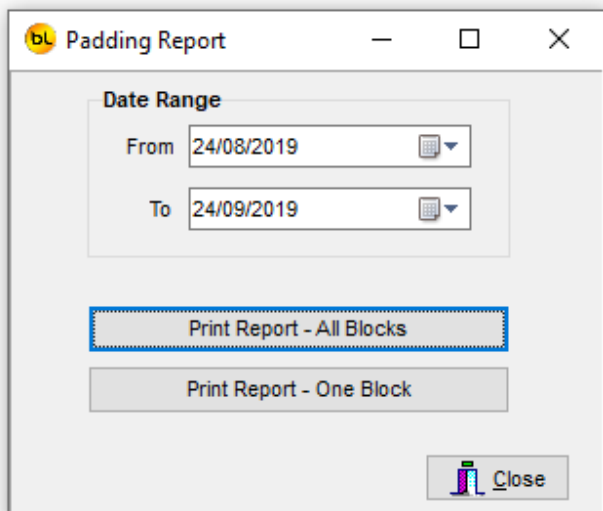 bL Padding Report
Date Range
From 24/08/2019
To 24/09/2019
Print Report - All Blocks
Print Report - One Block
Close